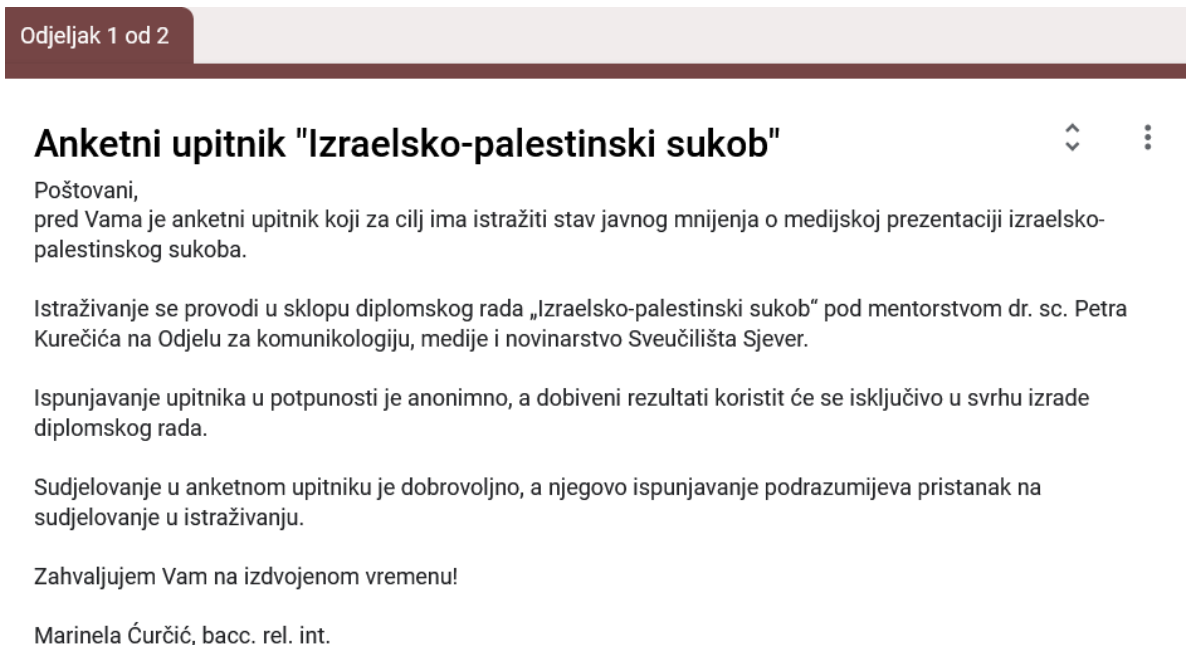 Odjeljak 1 od 2
Anketni upitnik "Izraelsko-palestinski sukob"
Poštovani,
pred Vama je anketni upitnik koji za cilj ima istražiti stav javnog mnijenja o medijskoj prezentaciji izraelsko-
palestinskog sukoba.
Istraživanje se provodi u sklopu diplomskog rada „Izraelsko-palestinski sukob“ pod mentorstvom dr. sc. Petra
Kurečića na Odjelu za komunikologiju, medije i novinarstvo Sveučilišta Sjever.
Ispunjavanje upitnika u potpunosti je anonimno, a dobiveni rezultati koristit će se isključivo u svrhu izrade
diplomskog rada.
Sudjelovanje u anketnom upitniku je dobrovoljno, a njegovo ispunjavanje podrazumijeva pristanak na
sudjelovanje u istraživanju.
Zahvaljujem Vam na izdvojenom vremenu!
Marinela Ćurčić, bacc. rel. int.